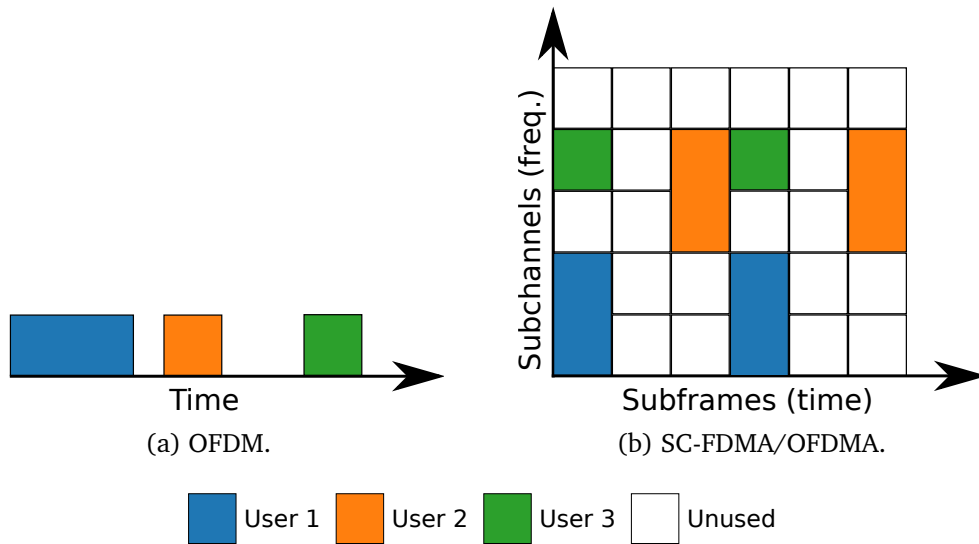 Time
(a) OFDM.
Subchannels (freq.)
Subframes (time)
(b) SC-FDMA/OFDMA.
User 1
User 2
User 3
Unused